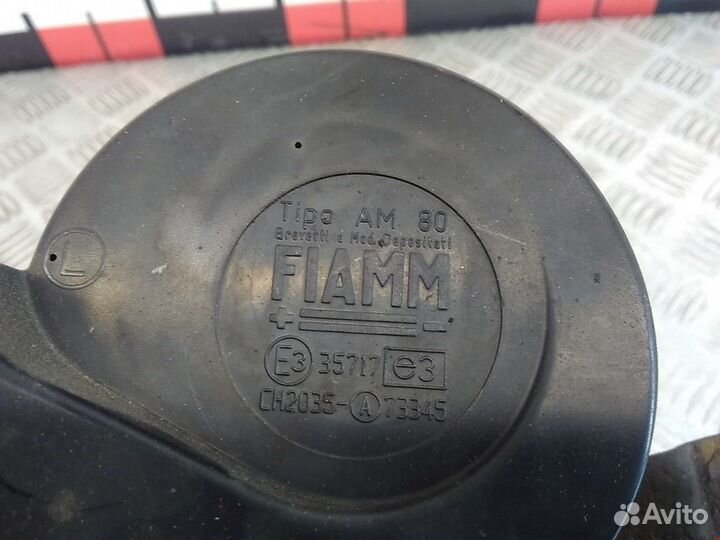 Tipo AM 80
Brevetti e Mod. Depositati
FIAMM
+ -
L
E3 35717 e3
CH2035-A 73345
Avito